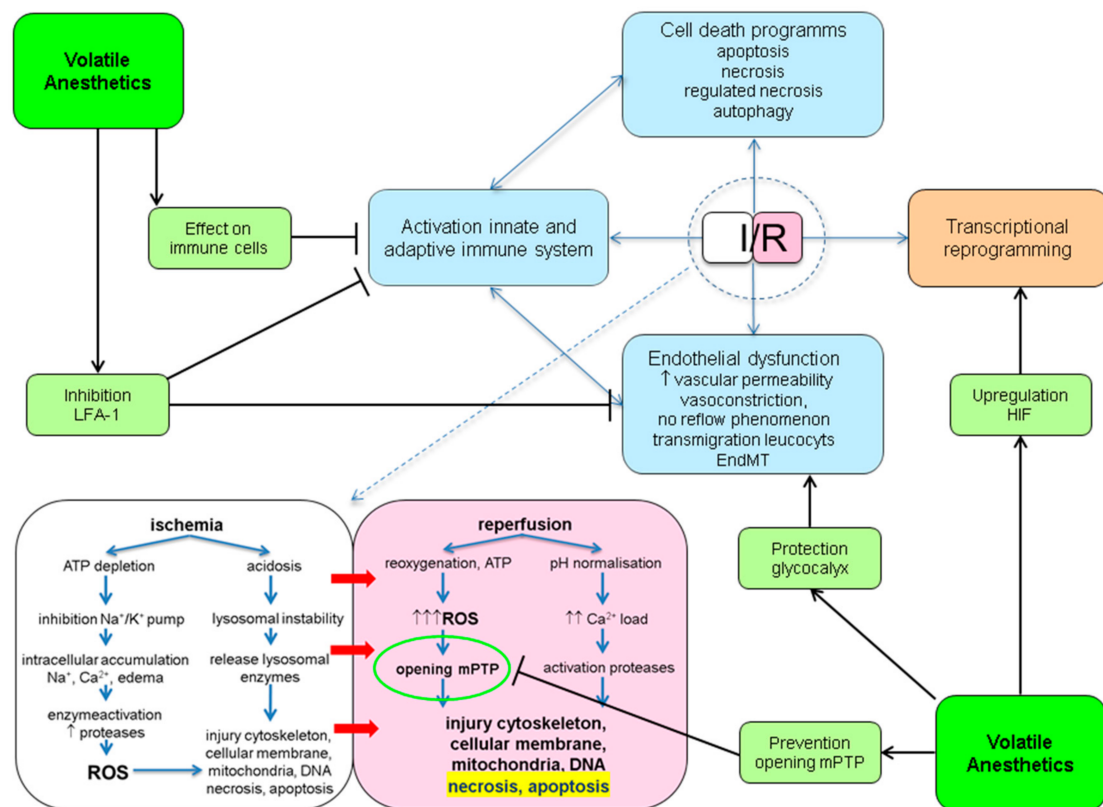 Volatile
Anesthetics
Cell death programms
apoptosis
necrosis
regulated necrosis
autophagy
Effect on
immune cells
Activation innate and
adaptive immune system
I/R
Transcriptional
reprogramming
Inhibition
LFA-1
Endothelial dysfunction
↑ vascular permeability
vasoconstriction,
no reflow phenomenon
transmigration leucocyts
EndMT
Upregulation
HIF
ischemia
ATP depletion
acidosis
inhibition Na⁺/K⁺ pump
lysosomal instability
intracellular accumulation
Na⁺, Ca²⁺, edema
release lysosomal
enzymes
enzymeactivation
↑ proteases
ROS
injury cytoskeleton,
cellular membrane,
mitochondria, DNA
necrosis, apoptosis
reperfusion
reoxygenation, ATP
pH normalisation
↑↑↑ROS
↑↑ Ca²⁺ load
opening mPTP
activation proteases
injury cytoskeleton,
cellular membrane,
mitochondria, DNA
necrosis, apoptosis
Protection
glycocalyx
Prevention
opening mPTP
Volatile
Anesthetics